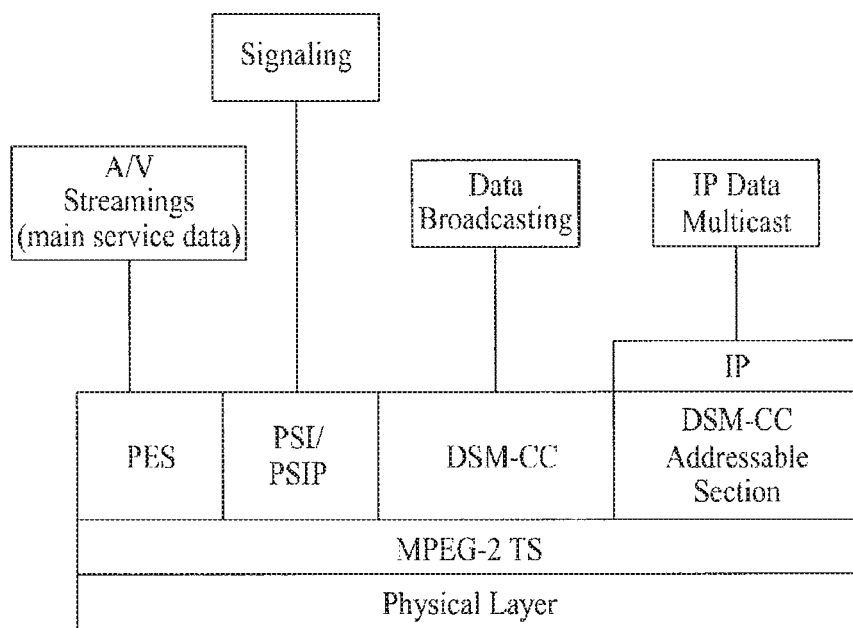 Signaling
A/V
Streamings
(main service data)
Data
Broadcasting
IP Data
Multicast
IP
PES
PSI/
PSIP
DSM-CC
DSM-CC
Addressable
Section
MPEG-2 TS
Physical Layer